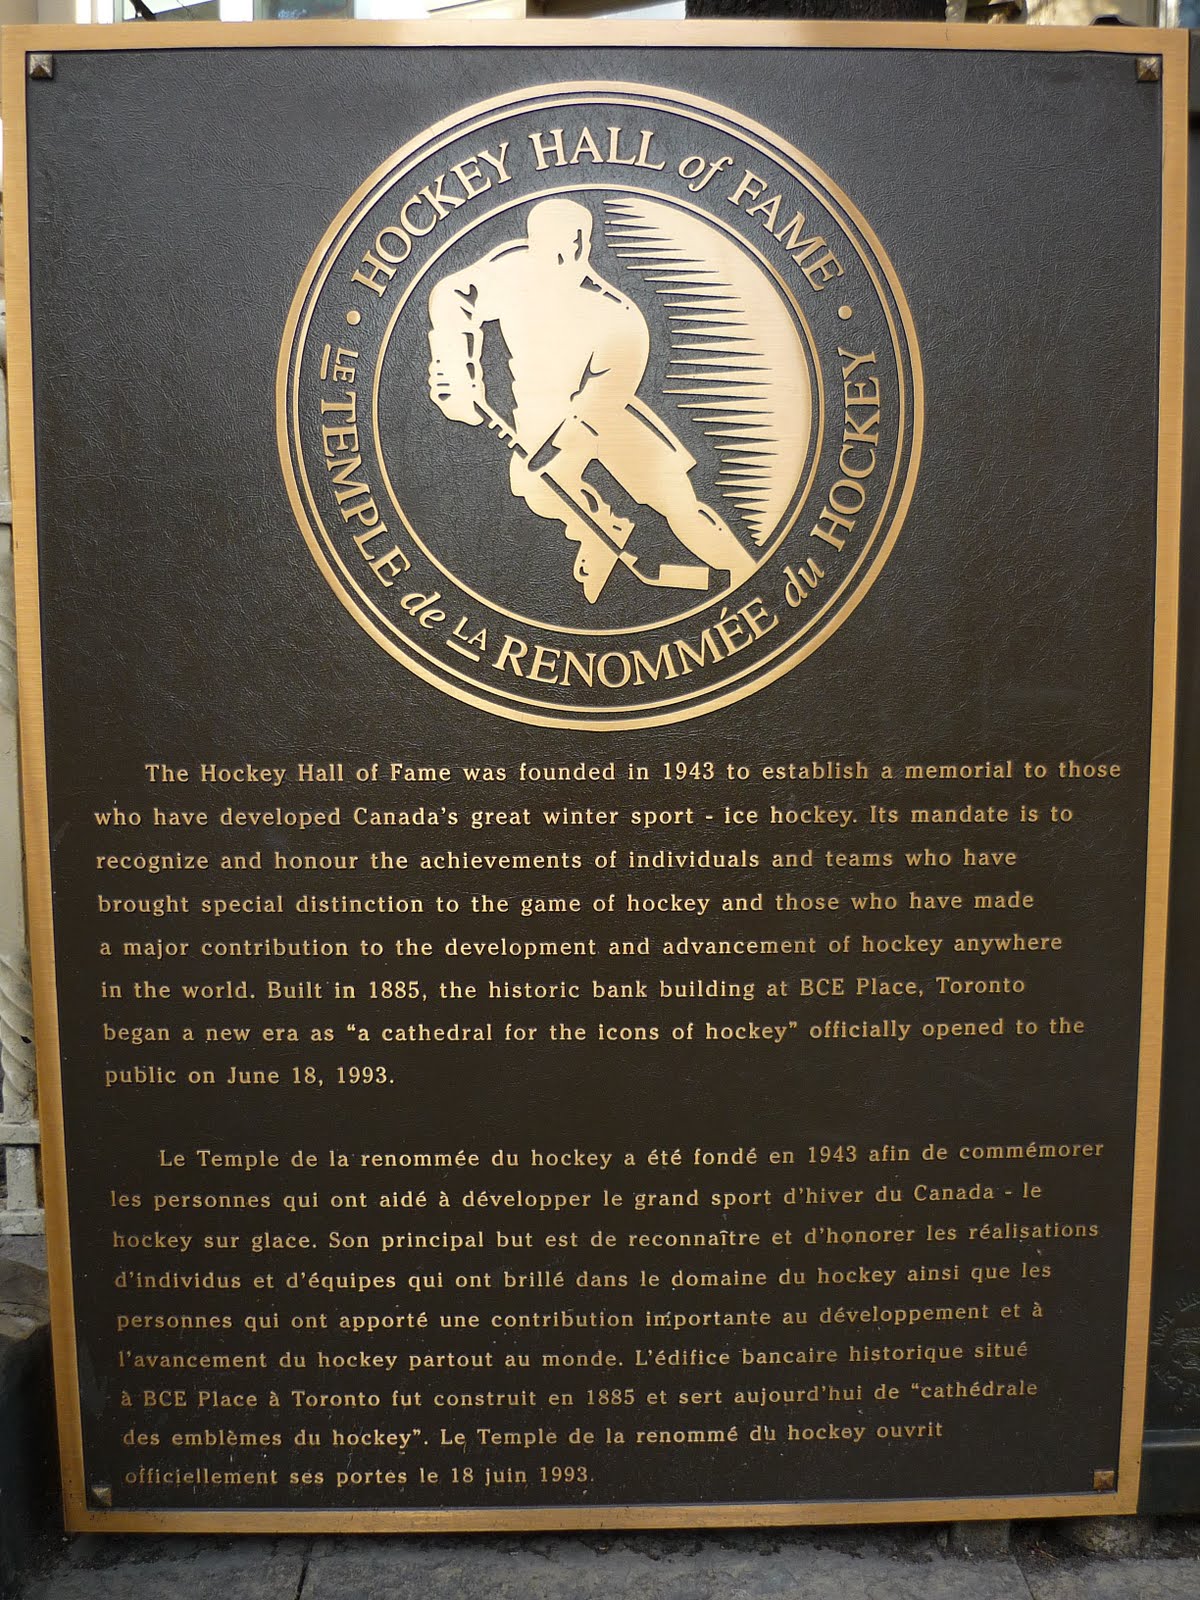 HOCKEY HALL of FAME
LE TEMPLE de LA RENOMMÉE du HOCKEY
The Hockey Hall of Fame was founded in 1943 to establish a memorial to those
who have developed Canada's great winter sport - ice hockey. Its mandate is to
recognize and honour the achievements of individuals and teams who have
brought special distinction to the game of hockey and those who have made
a major contribution to the development and advancement of hockey anywhere
in the world. Built in 1885, the historic bank building at BCE Place, Toronto
began a new era as “a cathedral for the icons of hockey” officially opened to the
public on June 18, 1993.
Le Temple de la renommée du hockey a été fondé en 1943 afin de commémorer
les personnes qui ont aidé à développer le grand sport d'hiver du Canada - le
hockey sur glace. Son principal but est de reconnaître et d'honorer les réalisations
d'individus et d'équipes qui ont brillé dans le domaine du hockey ainsi que les
personnes qui ont apporté une contribution importante au développement et à
l'avancement du hockey partout au monde. L'édifice bancaire historique situé
à BCE Place à Toronto fut construit en 1885 et sert aujourd'hui de “cathédrale
des emblèmes du hockey”. Le Temple de la renommé du hockey ouvrit
officiellement ses portes le 18 juin 1993.